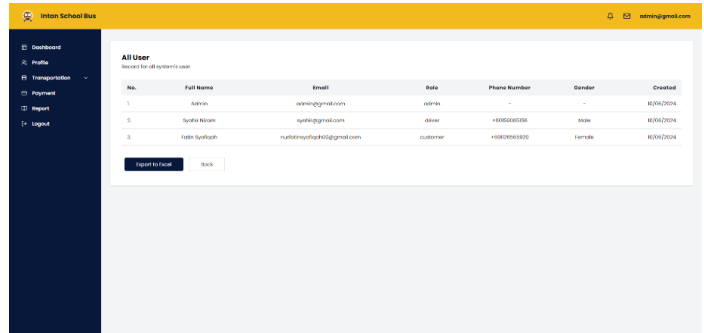 Intan School Bus
admin@gmail.com
Dashboard
Profile
Transportation
Payment
Report
Logout
All User
Record for all system's user
No. Full Name Email Role Phone Number Gender Created
1. Admin admin@gmail.com admin - - 10/06/2024
2. Syahir Nizam syahir@gmail.com driver Male 10/06/2024
3. Fatin Syafiqah customer Female 10/06/2024
Export to Excel Back